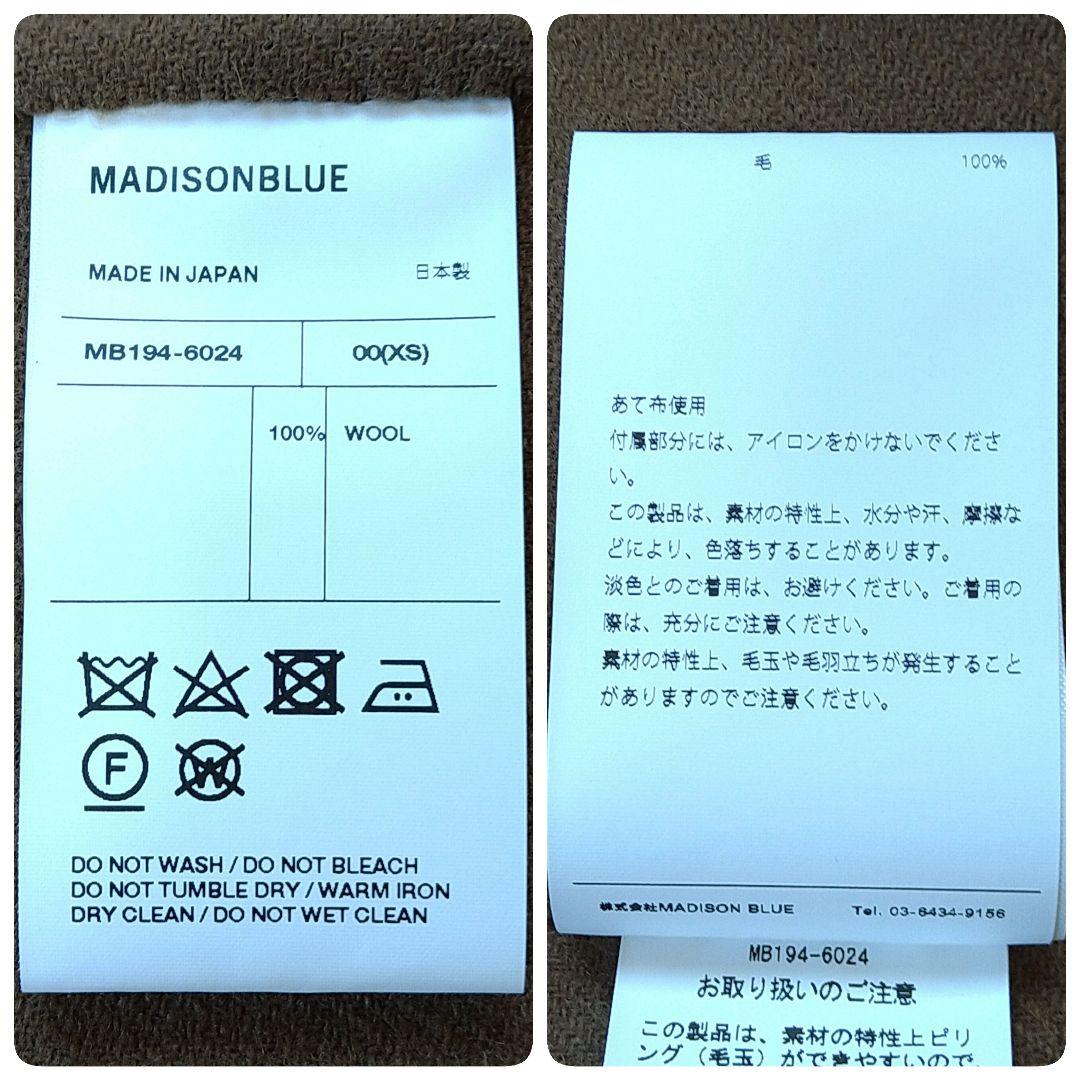 MADISONBLUE
MADE IN JAPAN 日本製
MB194-6024 00(XS)
100% WOOL
F
W
DO NOT WASH / DO NOT BLEACH
DO NOT TUMBLE DRY / WARM IRON
DRY CLEAN / DO NOT WET CLEAN
毛 100%
あて布使用
付属部分には、アイロンをかけないでくださ
い。
この製品は、素材の特性上、水分や汗、摩擦な
どにより、色落ちすることがあります。
淡色とのご着用は、お避けください。ご着用の
際は、充分にご注意ください。
素材の特性上、毛玉や毛羽立ちが発生すること
がありますのでご注意ください。
株式会社MADISON BLUE Tel. 03-6434-9156
MB194-6024
お取り扱いのご注意
この製品は、素材の特性上ピリ
ング(毛玉)ができやすいので、